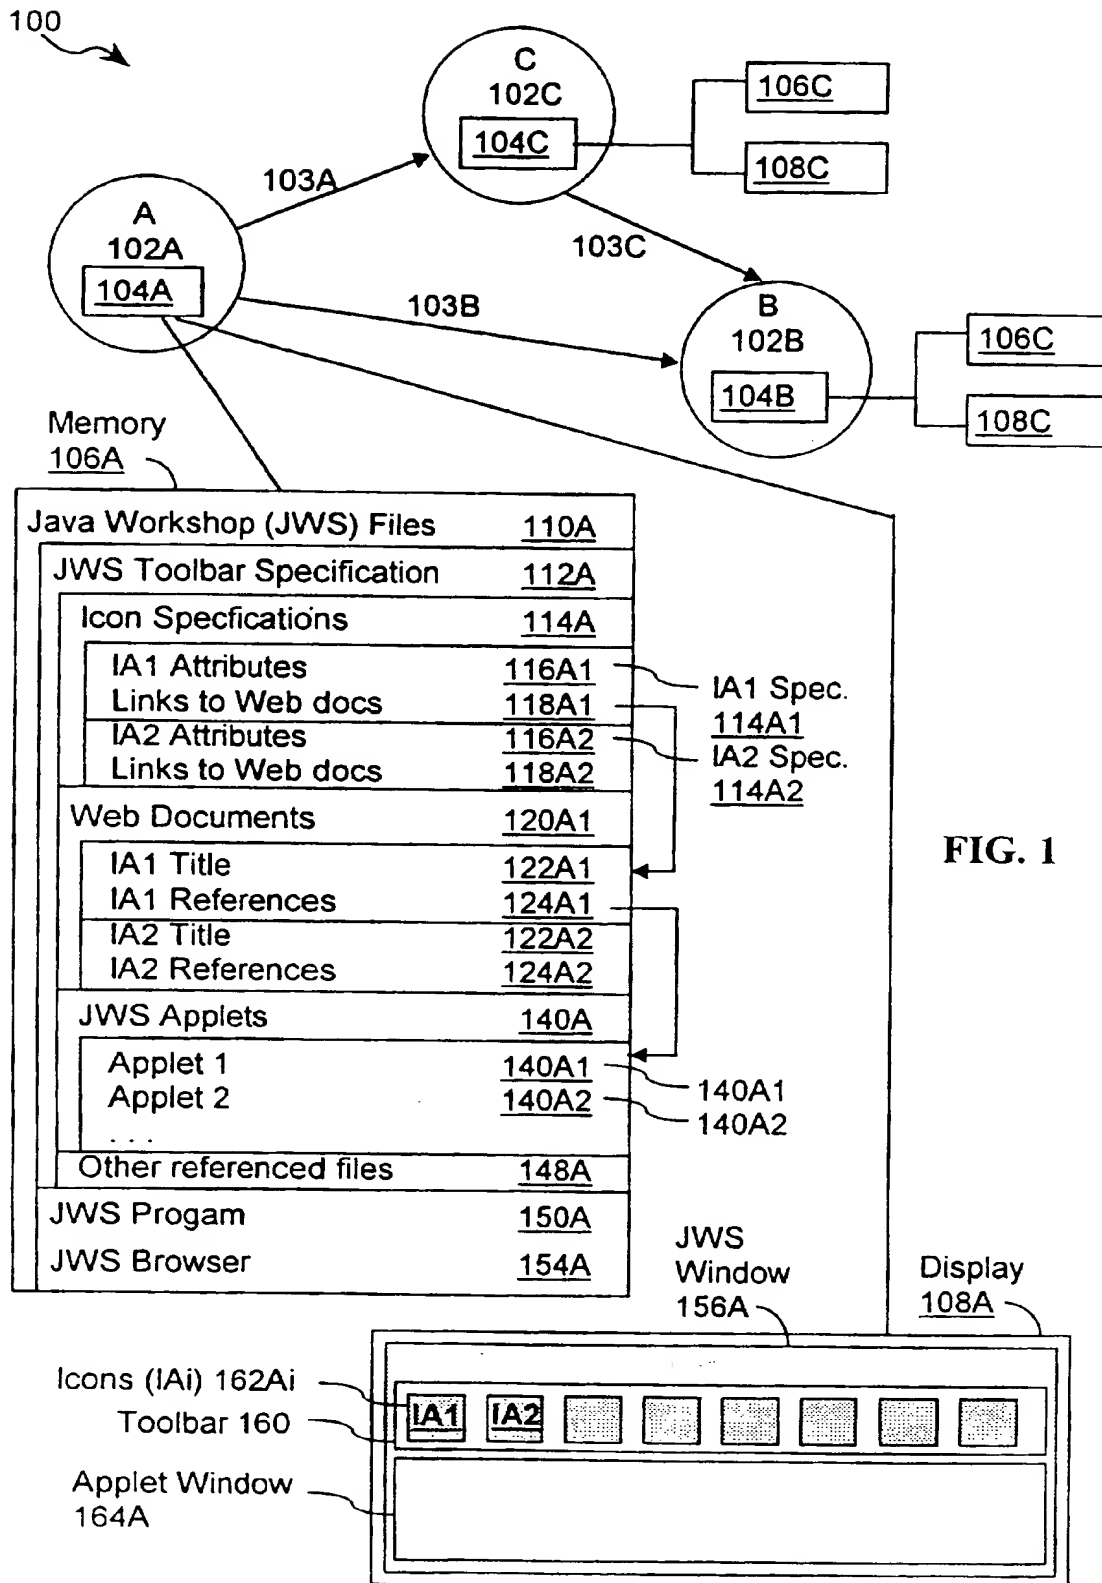 100
C
102C
104C
106C
108C
103A
A
102A
104A
103C
103B
B
102B
104B
106C
108C
Memory
106A
Java Workshop (JWS) Files 110A
JWS Toolbar Specification 112A
Icon Specfications 114A
IA1 Attributes 116A1
Links to Web docs 118A1
IA2 Attributes 116A2
Links to Web docs 118A2
IA1 Spec.
114A1
IA2 Spec.
114A2
Web Documents 120A1
IA1 Title 122A1
IA1 References 124A1
IA2 Title 122A2
IA2 References 124A2
FIG. 1
JWS Applets 140A
Applet 1 140A1
Applet 2 140A2
. . .
140A1
140A2
Other referenced files 148A
JWS Progam 150A
JWS Browser 154A
JWS
Window
156A
Display
108A
Icons (IAi) 162Ai
Toolbar 160
IA1 IA2
Applet Window
164A